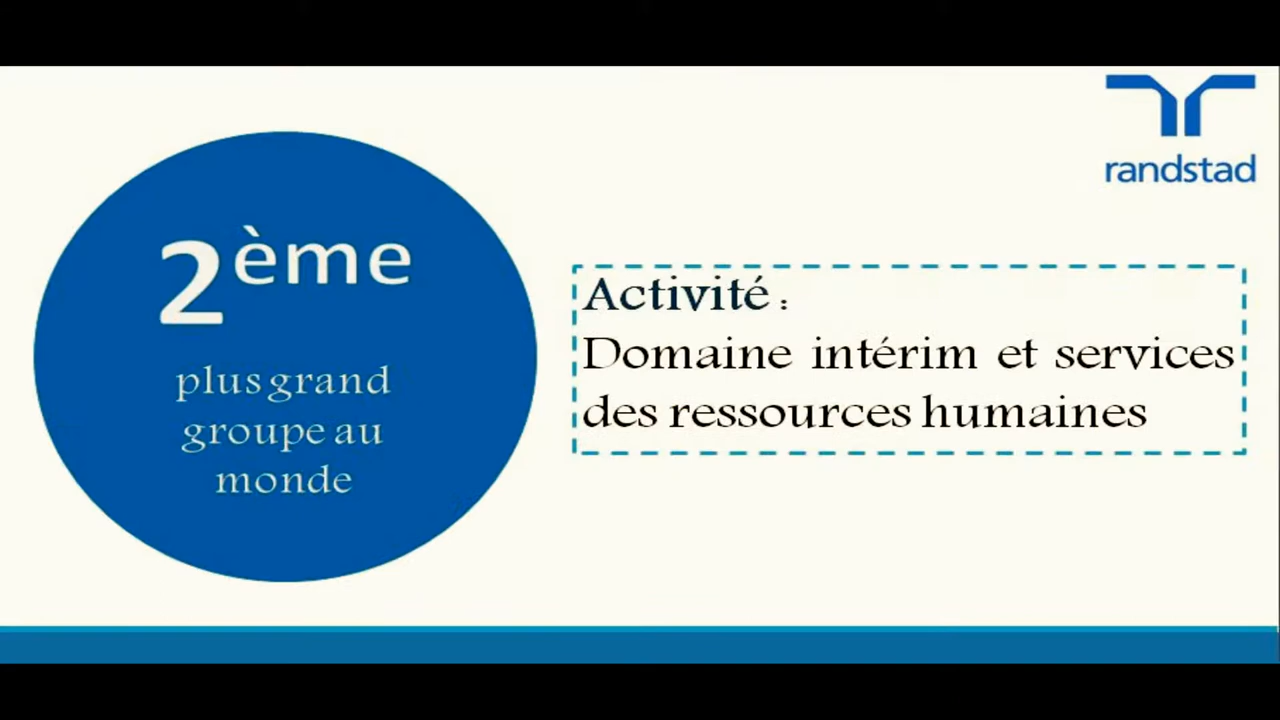 randstad
2ème
plus grand
groupe au
monde
Activité :
Domaine intérim et services
des ressources humaines